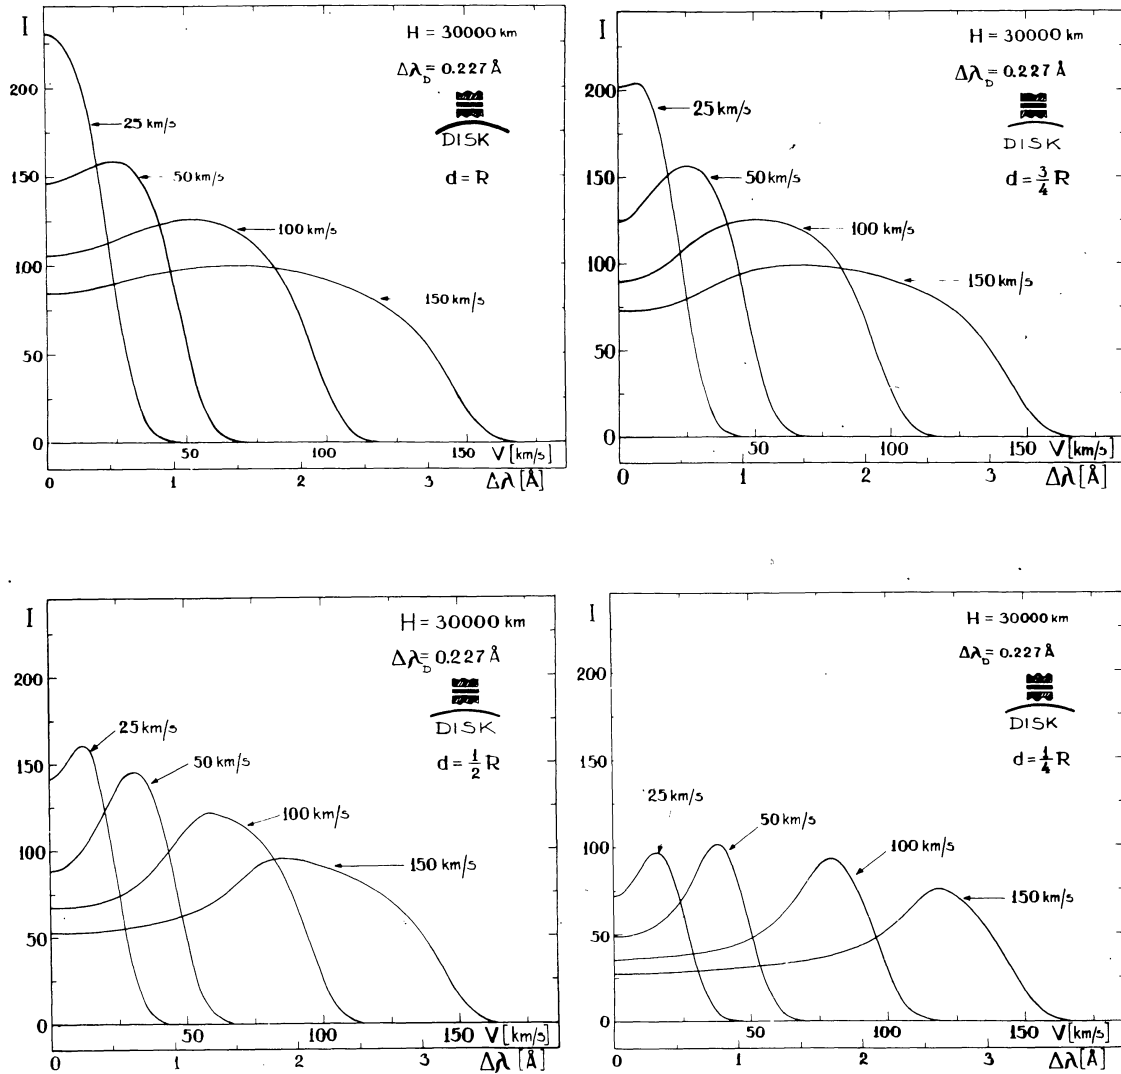 I
H = 30000 km
Δλ_D = 0.227 Å
DISK
d = R
200
150
100
50
0
25 km/s
50 km/s
100 km/s
150 km/s
50 100 150 V [km/s]
0 1 2 3 Δλ [Å]
I
H = 30000 km
Δλ_D = 0.227 Å
DISK
d = 3/4 R
200
150
100
50
0
25 km/s
50 km/s
100 km/s
150 km/s
50 100 150 V [km/s]
0 1 2 3 Δλ [Å]
I
H = 30000 km
Δλ_D = 0.227 Å
DISK
d = 1/2 R
200
150
100
50
0
25 km/s
50 km/s
100 km/s
150 km/s
50 100 150 V [km/s]
0 1 2 3 Δλ [Å]
I
H = 30000 km
Δλ_D = 0.227 Å
DISK
d = 1/4 R
200
150
100
50
0
25 km/s
50 km/s
100 km/s
150 km/s
50 100 150 V [km/s]
0 1 2 3 Δλ [Å]